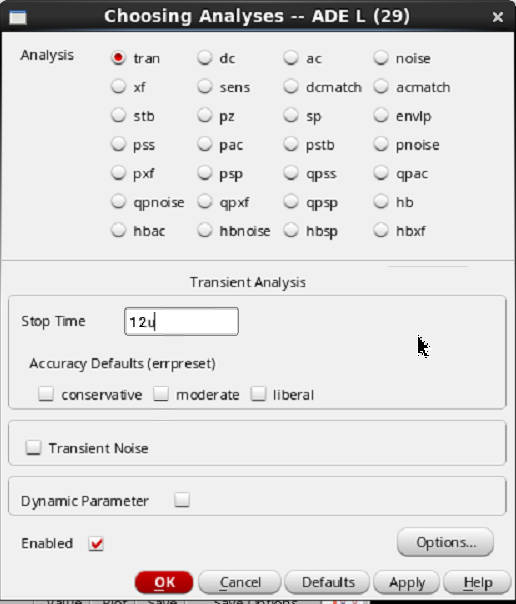 Choosing Analyses -- ADE L (29)
Analysis tran dc ac noise
xf sens dcmatch acmatch
stb pz sp envlp
pss pac pstb pnoise
pxf psp qpss qpac
qpnoise qpxf qpsp hb
hbac hbnoise hbsp hbxf
Transient Analysis
Stop Time 12u
Accuracy Defaults (errpreset)
conservative moderate liberal
Transient Noise
Dynamic Parameter
Enabled Options...
OK Cancel Defaults Apply Help